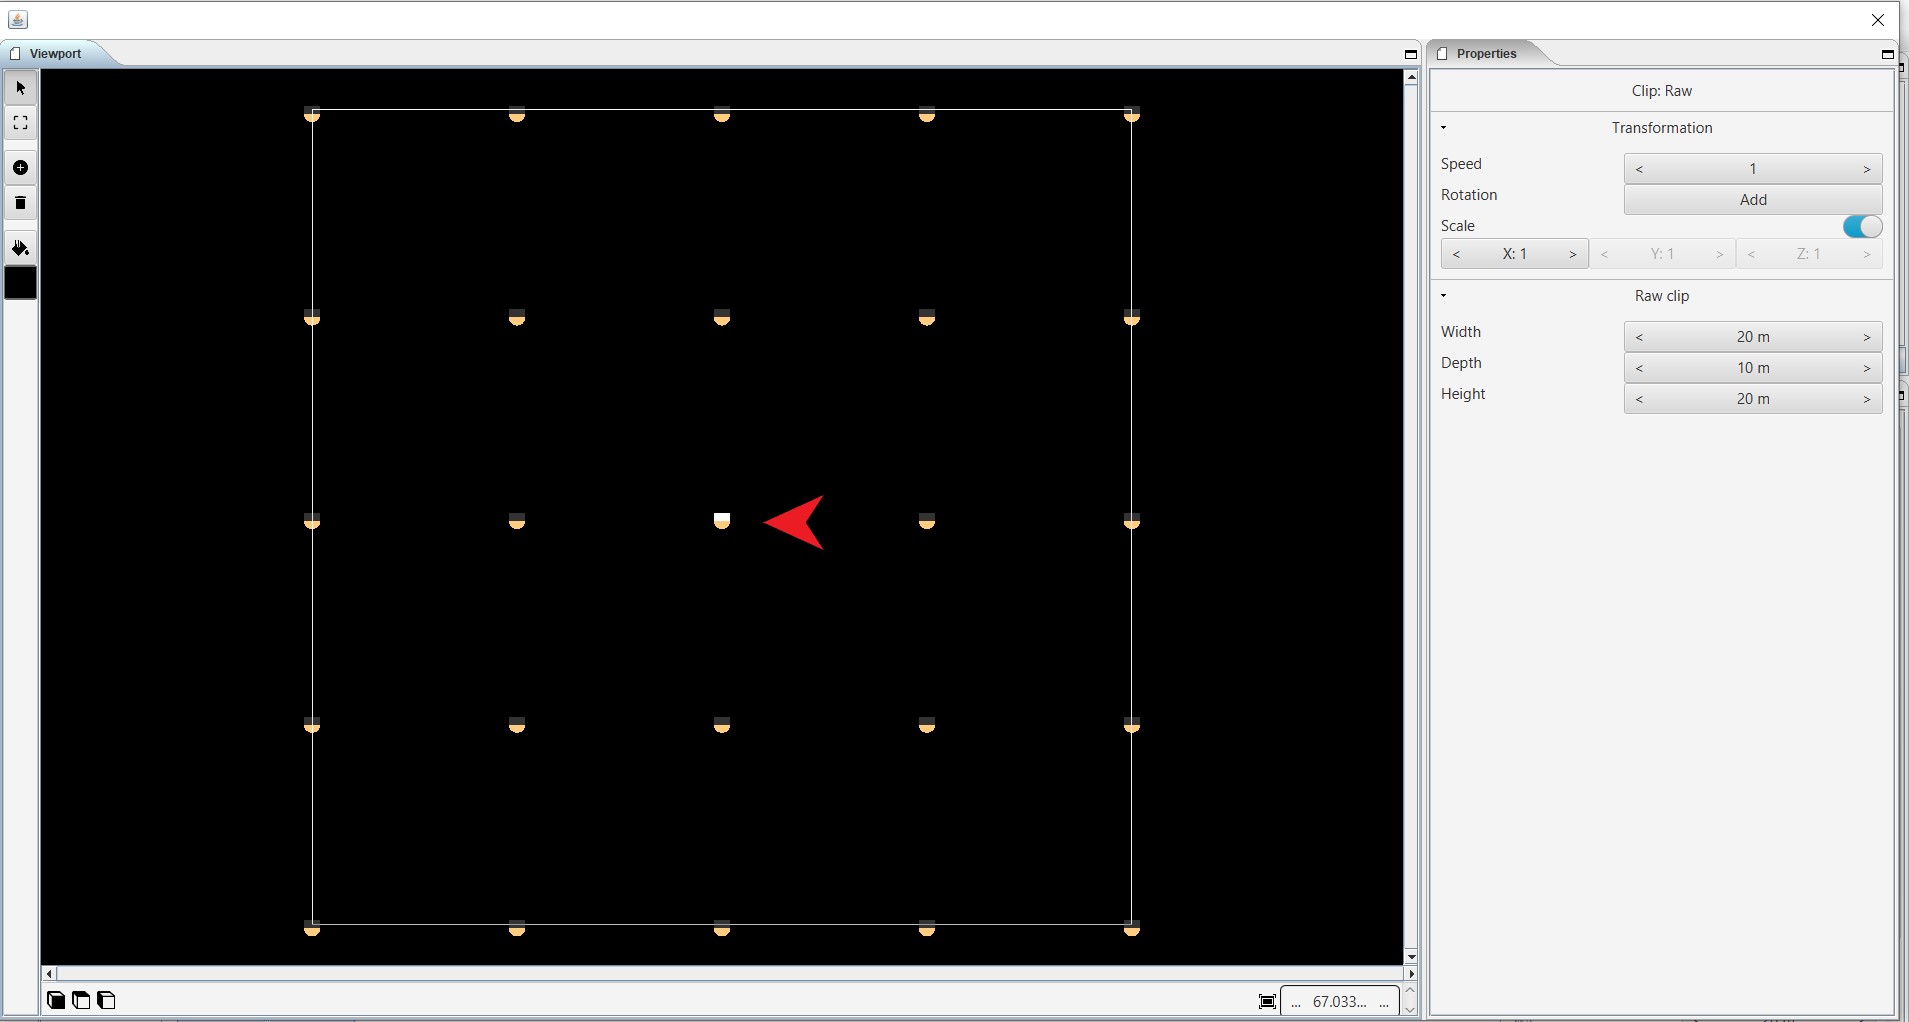 Viewport
Properties
Clip: Raw
Transformation
Speed
< 1 >
Rotation
Add
Scale
< X: 1 > < Y: 1 > < Z: 1 >
Raw clip
Width
< 20 m >
Depth
< 10 m >
Height
< 20 m >
... 67.033... ...